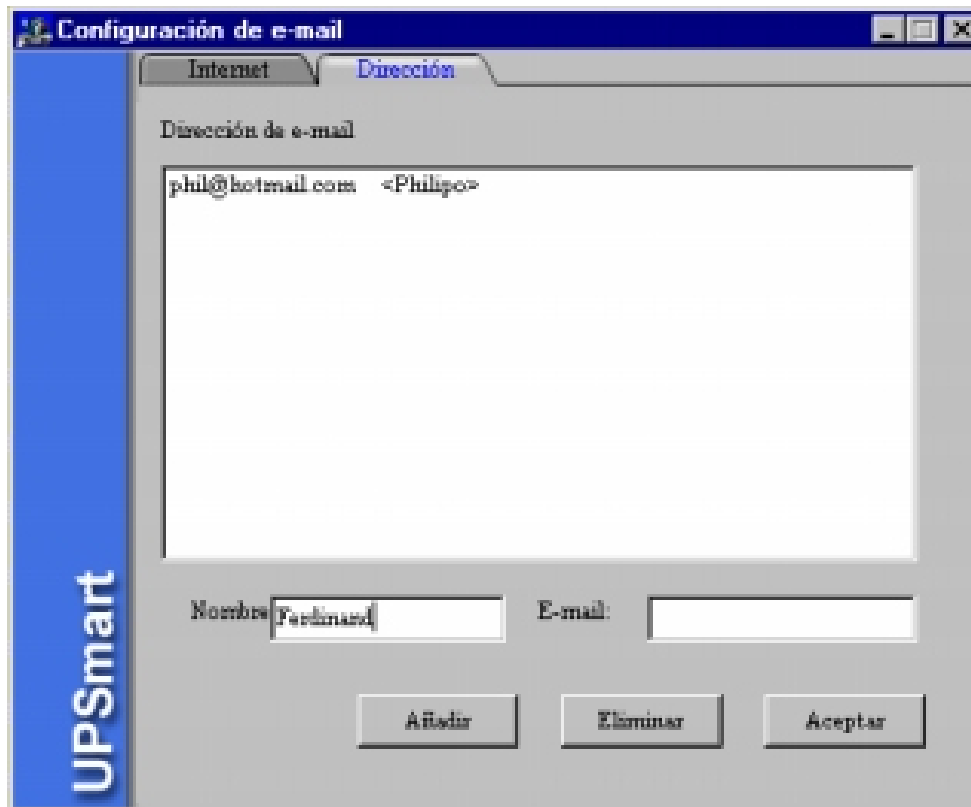 Configuración de e-mail
Internet Dirección
Dirección de e-mail
phil@hotmail.com <Philipo>
Nombre Ferdinand E-mail:
Añadir Eliminar Aceptar
UPSmart